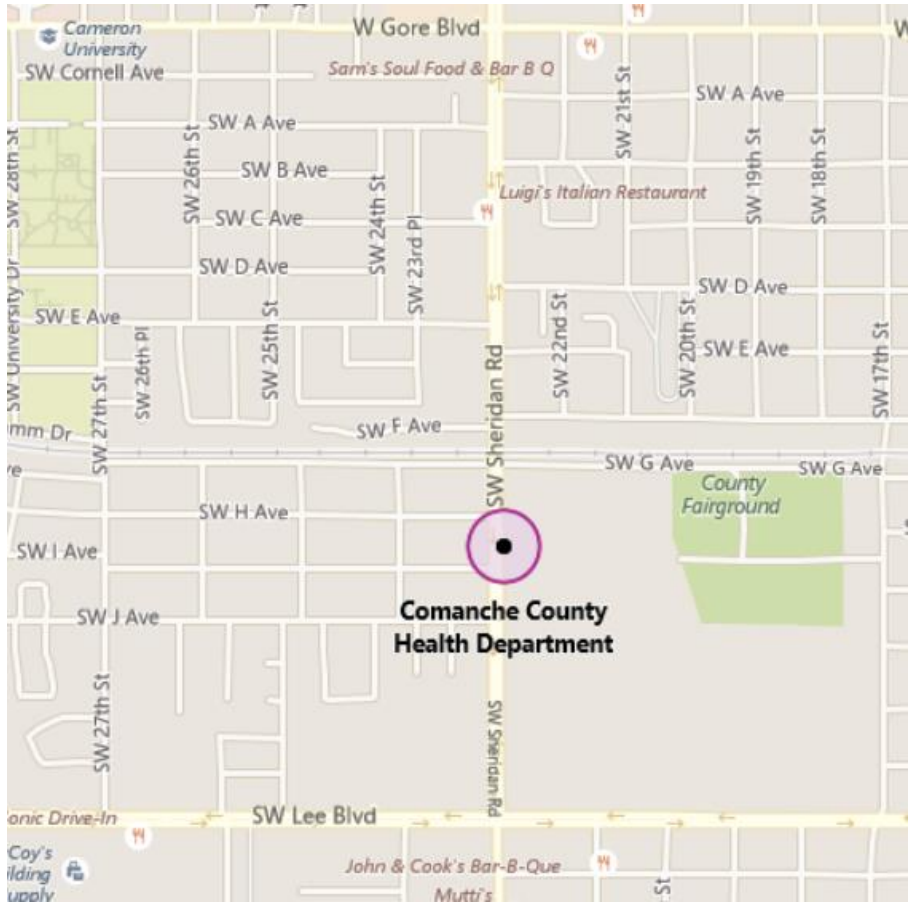 Cameron
University
W Gore Blvd
W
SW Cornell Ave
Sam's Soul Food & Bar B Q
SW A Ave
SW A Ave
SW 28th St
SW 26th St
SW 21st St
SW 19th St
SW 18th St
SW B Ave
SW 24th St
Luigi's Italian Restaurant
SW C Ave
SW 23rd Pl
SW D Ave
SW D Ave
SW University Dr
SW E Ave
SW 25th St
SW 26th Pl
SW Sheridan Rd
SW 22nd St
SW 20th St
SW E Ave
SW 17th St
SW 27th St
mm Dr
SW F Ave
SW G Ave
SW G Ave
County
Fairground
ve
SW H Ave
SW I Ave
Comanche County
Health Department
SW J Ave
SW 27th St
SW Sheridan Rd
onic Drive-In
SW Lee Blvd
Coy's
ilding
upply
John & Cook's Bar-B-Que
Mutti's
St